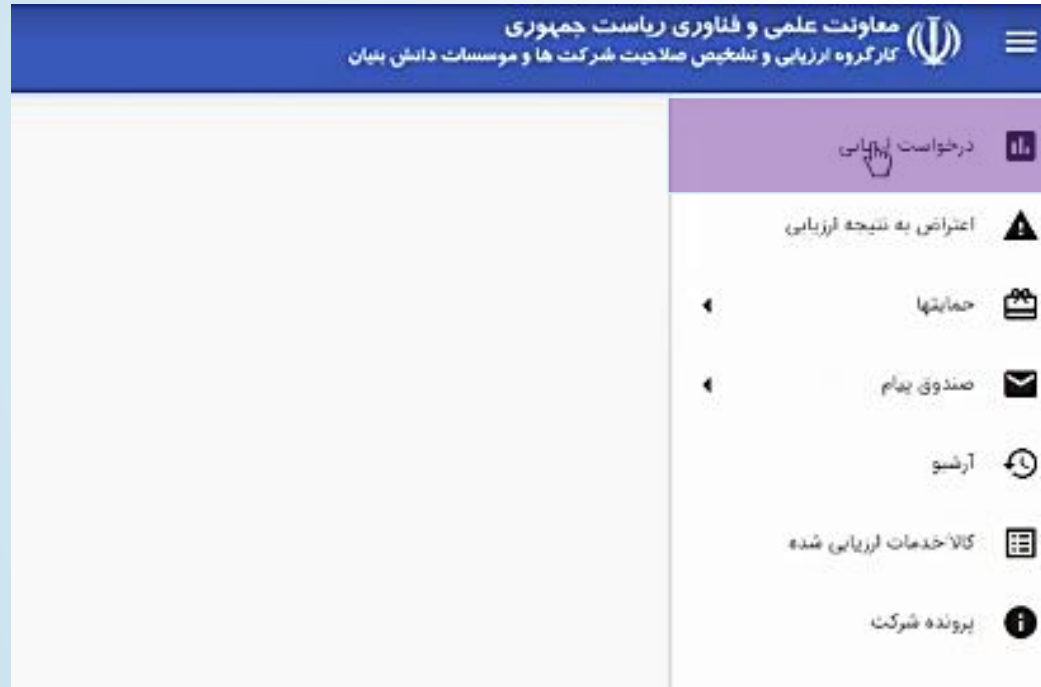 معاونت علمی و فناوری ریاست جمهوری
کارگروه ارزیابی و تشخیص صلاحیت شرکت ها و موسسات دانش بنیان
درخواست ارزیابی
اعتراض به نتیجه ارزیابی
حمایتها
صندوق پیام
آرشیو
کالا/خدمات ارزیابی شده
پرونده شرکت